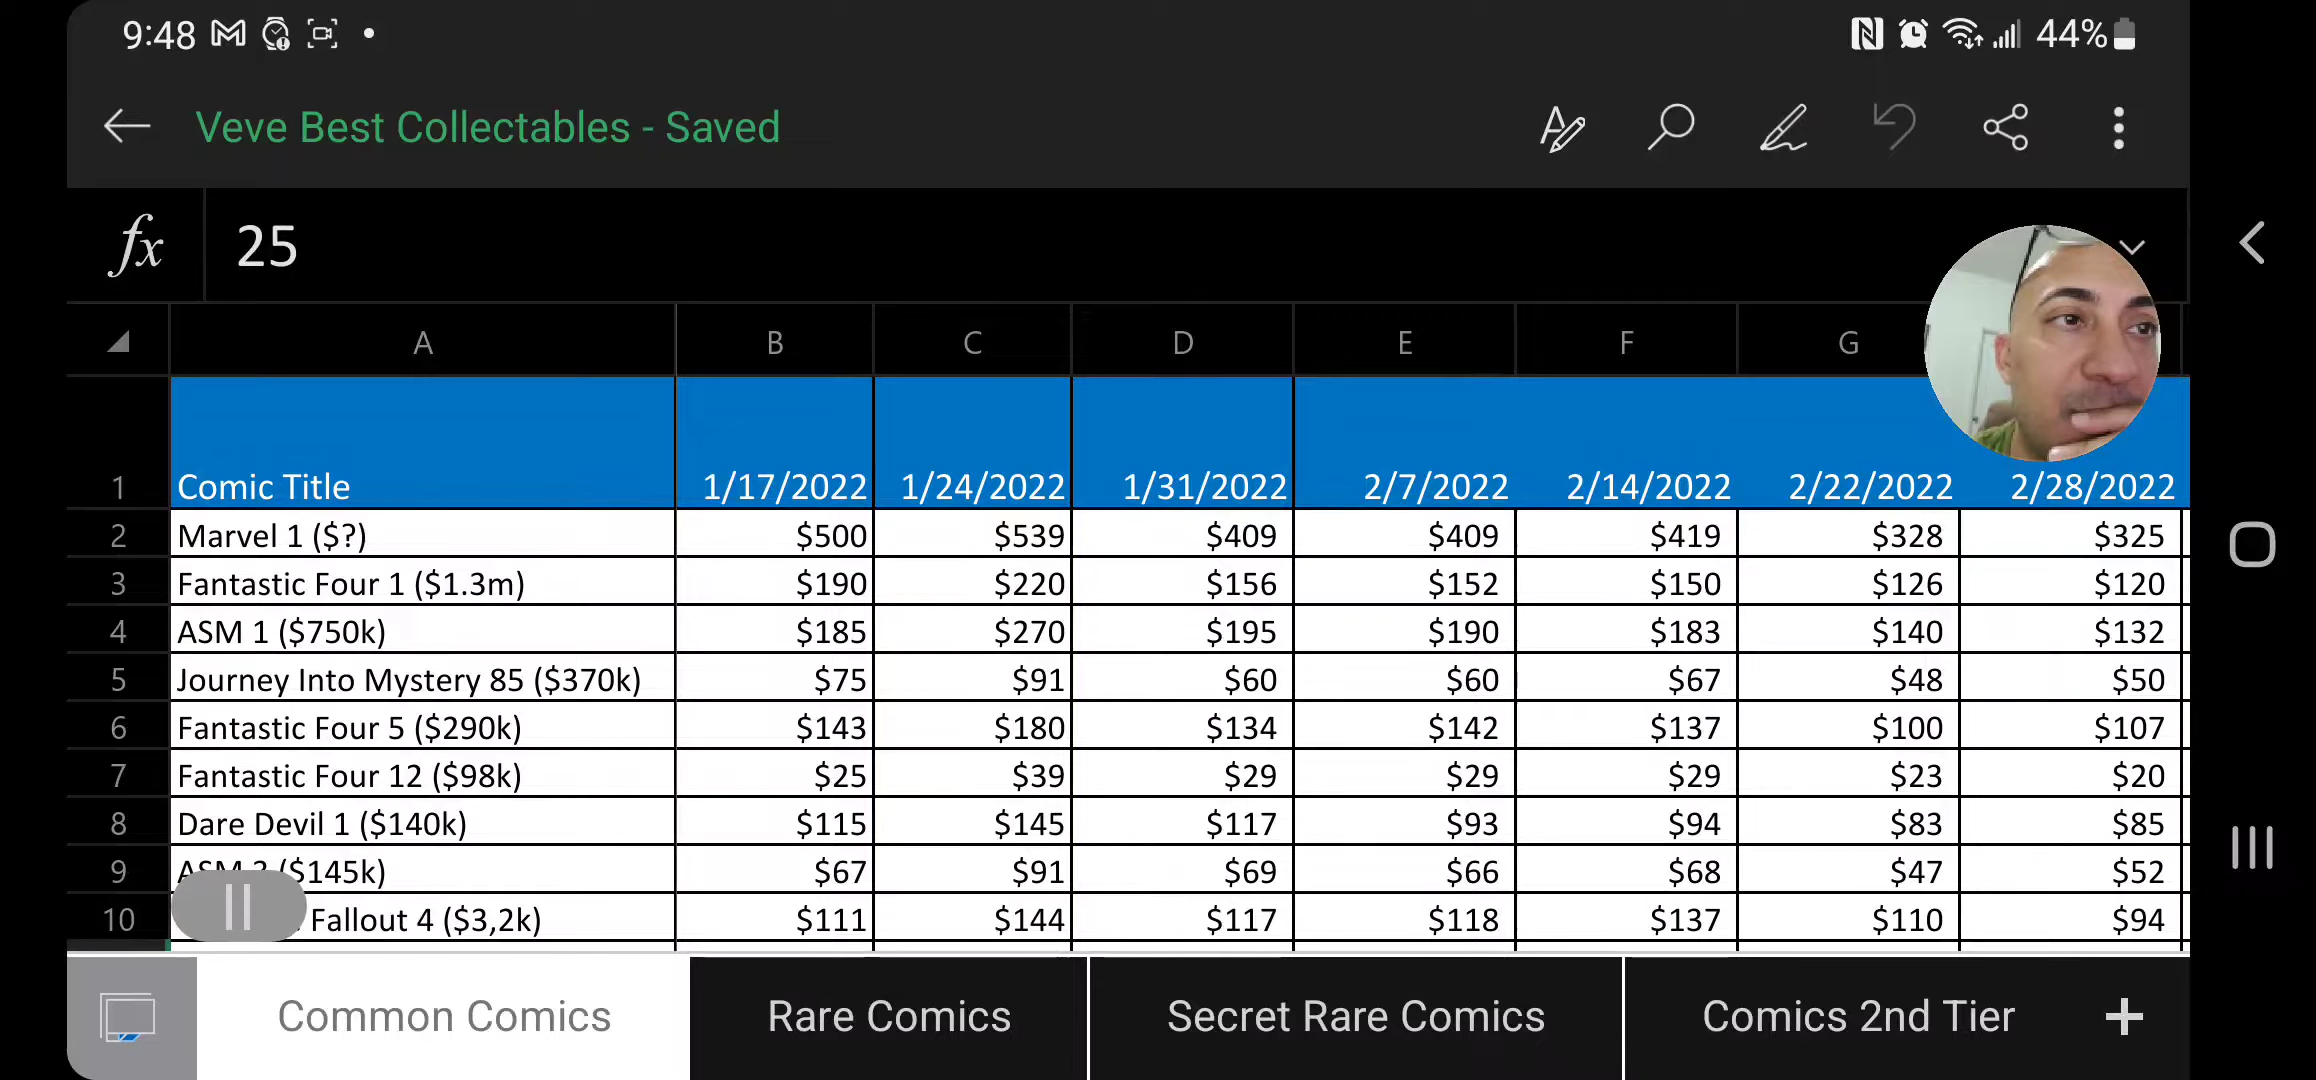 9:48 44%
Veve Best Collectables - Saved
fx 25
A B C D E F G
1 Comic Title 1/17/2022 1/24/2022 1/31/2022 2/7/2022 2/14/2022 2/22/2022 2/28/2022
2 Marvel 1 ($?) $500 $539 $409 $409 $419 $328 $325
3 Fantastic Four 1 ($1.3m) $190 $220 $156 $152 $150 $126 $120
4 ASM 1 ($750k) $185 $270 $195 $190 $183 $140 $132
5 Journey Into Mystery 85 ($370k) $75 $91 $60 $60 $67 $48 $50
6 Fantastic Four 5 ($290k) $143 $180 $134 $142 $137 $100 $107
7 Fantastic Four 12 ($98k) $25 $39 $29 $29 $29 $23 $20
8 Dare Devil 1 ($140k) $115 $145 $117 $93 $94 $83 $85
9 ASM ($145k) $67 $91 $69 $66 $68 $47 $52
10 Fallout 4 ($3,2k) $111 $144 $117 $118 $137 $110 $94
Common Comics Rare Comics Secret Rare Comics Comics 2nd Tier +